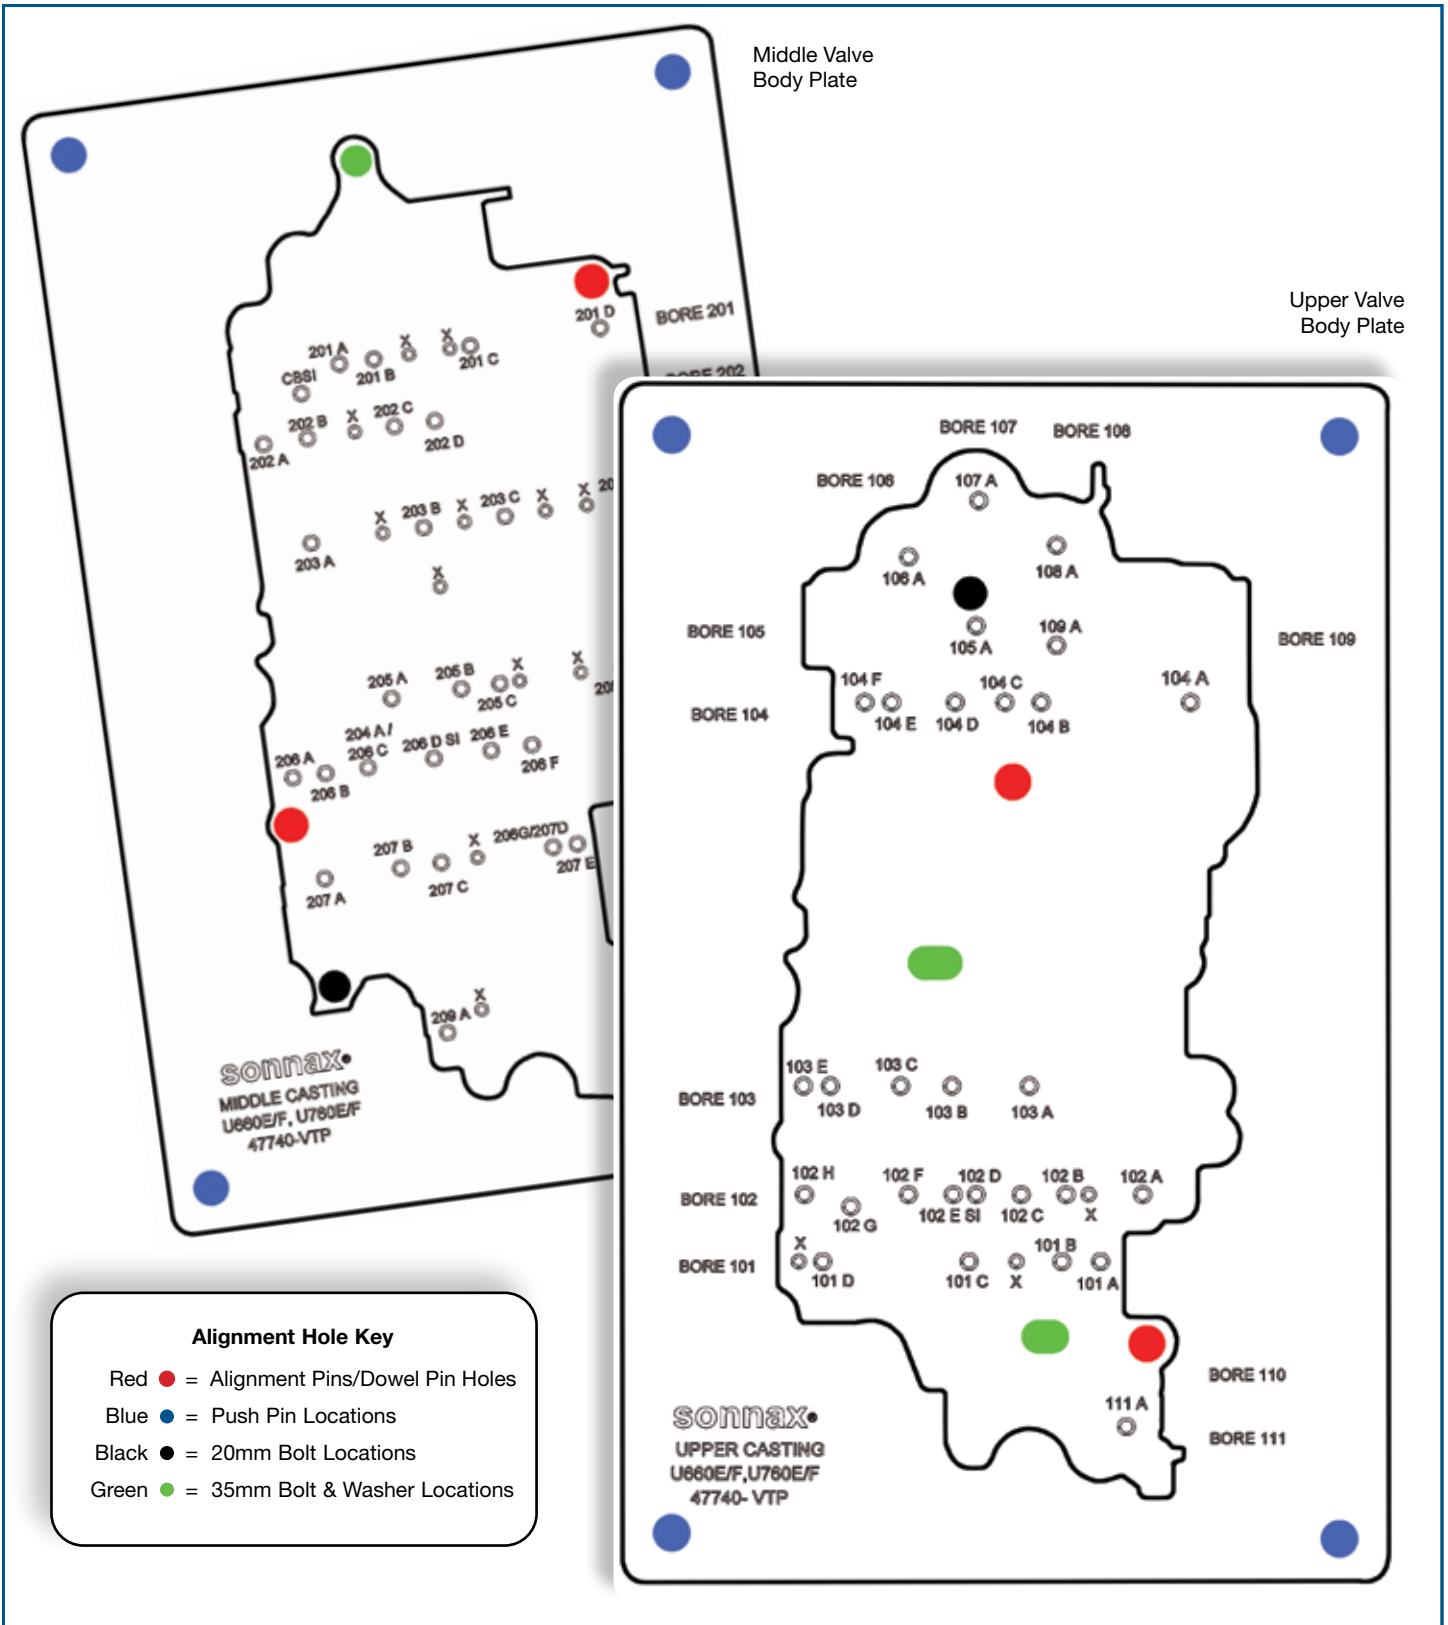 Middle Valve
Body Plate
Upper Valve
Body Plate
201 D
BORE 201
BORE 202
201 A
X
X
201 C
CBSI
201 B
202 B
X
202 C
202 D
202 A
X
203 B
X
203 C
X
X
20
203 A
X
205 A
205 B
X
X
205 C
20
204 A /
206 C
206 D SI
206 E
206 A
206 B
206 F
207 B
X
206G/207D
207 E
207 C
207 A
X
209 A
sonnax
MIDDLE CASTING
U660E/F, U760E/F
47740-VTP
BORE 107
BORE 108
BORE 106
107 A
106 A
108 A
BORE 105
105 A
109 A
BORE 109
104 F
104 C
104 A
BORE 104
104 E
104 D
104 B
103 E
103 C
BORE 103
103 D
103 B
103 A
102 H
102 F
102 D
102 B
102 A
BORE 102
102 G
102 E SI
102 C
X
X
101 B
BORE 101
101 D
101 C
X
101 A
BORE 110
111 A
BORE 111
sonnax
UPPER CASTING
U660E/F,U760E/F
47740- VTP
Alignment Hole Key
Red = Alignment Pins/Dowel Pin Holes
Blue = Push Pin Locations
Black = 20mm Bolt Locations
Green = 35mm Bolt & Washer Locations